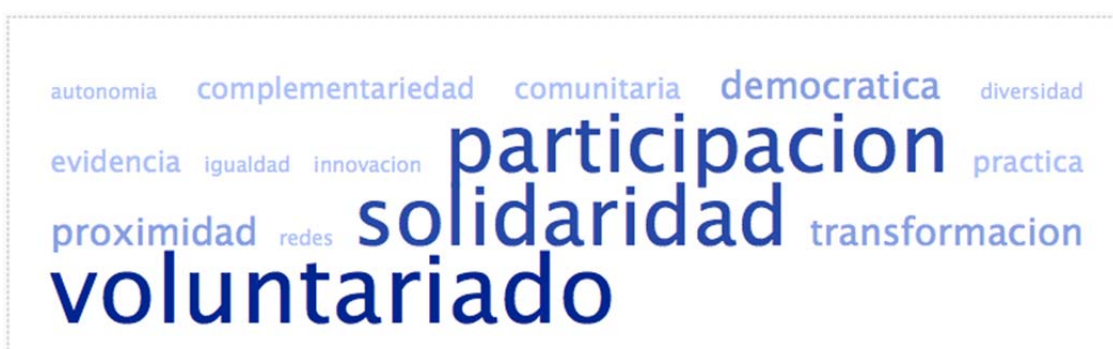 autonomia complementariedad comunitaria democratica diversidad
evidencia igualdad innovacion participacion practica
proximidad redes solidaridad transformacion
voluntariado